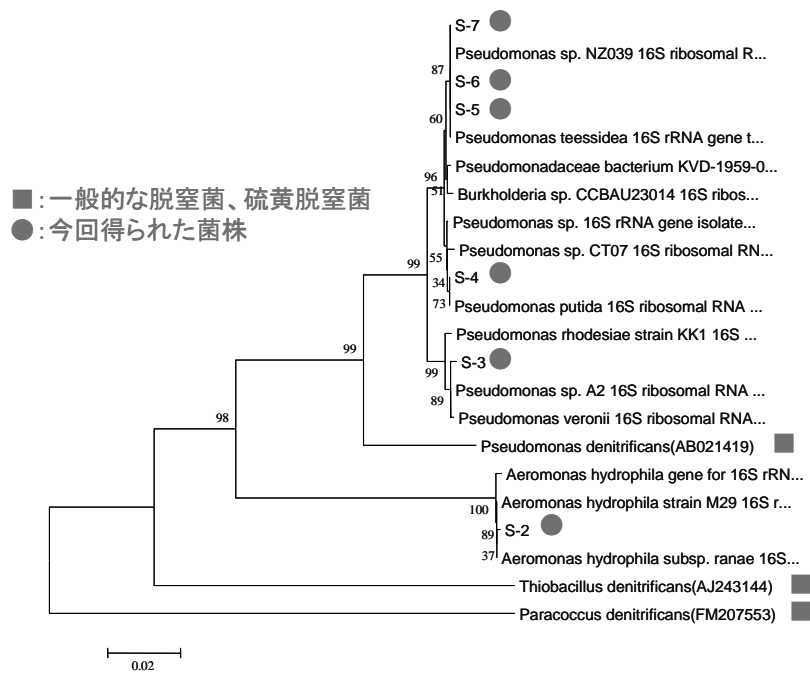 S-7
Pseudomonas sp. NZ039 16S ribosomal R...
87
S-6
S-5
60
Pseudomonas teessidea 16S rRNA gene t...
Pseudomonadaceae bacterium KVD-1959-0...
96
51
Burkholderia sp. CCBAU23014 16S ribos...
■:一般的な脱窒菌、硫黄脱窒菌
●:今回得られた菌株
Pseudomonas sp. 16S rRNA gene isolate...
Pseudomonas sp. CT07 16S ribosomal RN...
55
99
S-4
34
73
Pseudomonas putida 16S ribosomal RNA ...
Pseudomonas rhodesiae strain KK1 16S ...
99
S-3
99
Pseudomonas sp. A2 16S ribosomal RNA ...
89
Pseudomonas veronii 16S ribosomal RNA...
98
Pseudomonas denitrificans(AB021419)
Aeromonas hydrophila gene for 16S rRN...
Aeromonas hydrophila strain M29 16S r...
100
S-2
89
37
Aeromonas hydrophila subsp. ranae 16S...
Thiobacillus denitrificans(AJ243144)
Paracoccus denitrificans(FM207553)
0.02